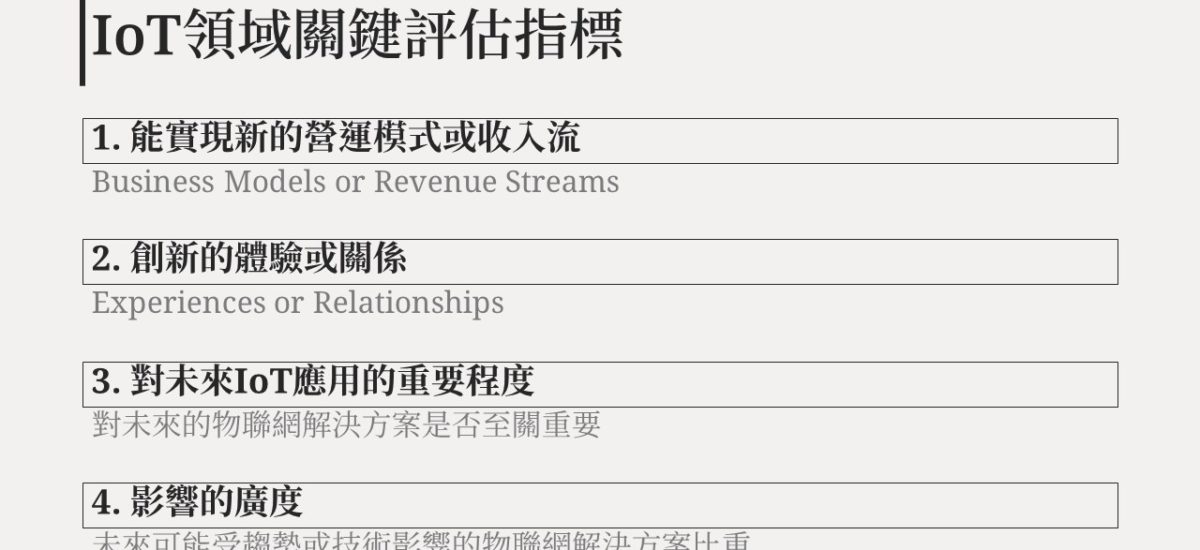 IoT領域關鍵評估指標
1. 能實現新的營運模式或收入流
Business Models or Revenue Streams
2. 創新的體驗或關係
Experiences or Relationships
3. 對未來IoT應用的重要程度
對未來的物聯網解決方案是否至關重要
4. 影響的廣度
未來可能受趨勢或技術影響的物聯網解決方案比重